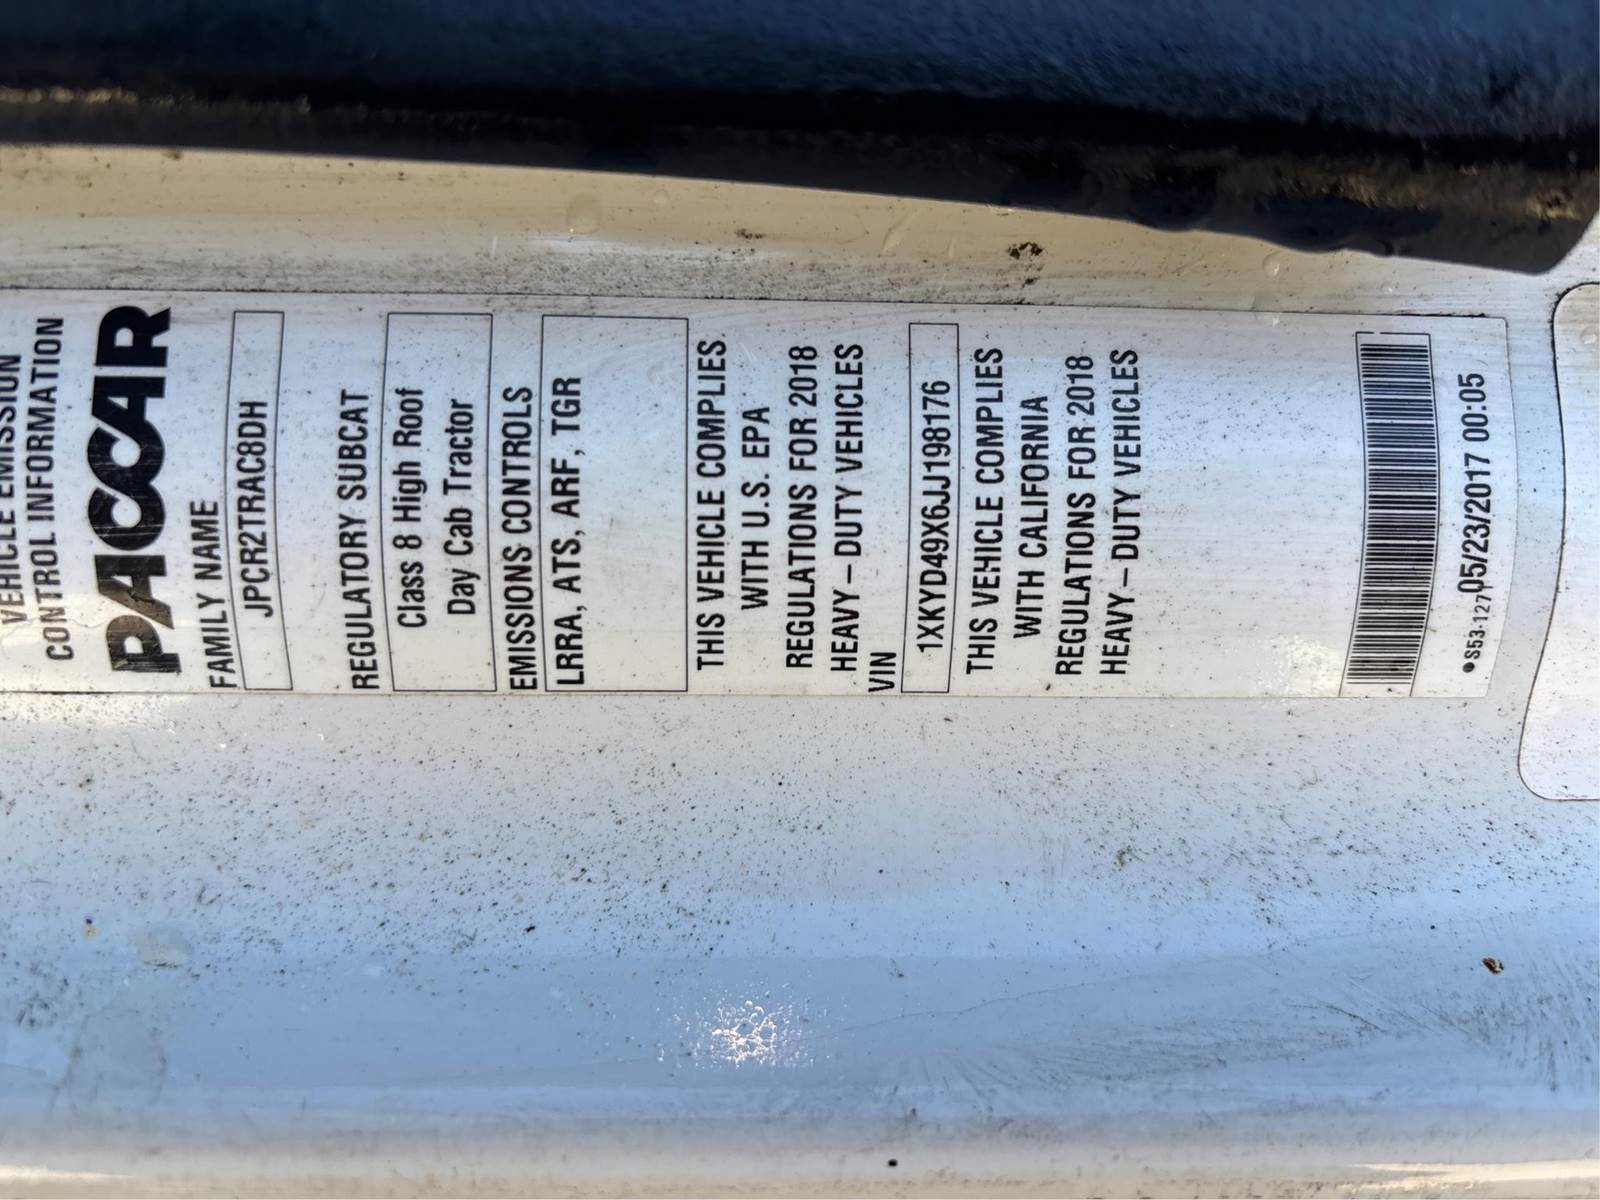 VEHICLE EMISSION
CONTROL INFORMATION
PACCAR
FAMILY NAME
JPCR2TRAC8DH
REGULATORY SUBCAT
Class 8 High Roof
Day Cab Tractor
EMISSIONS CONTROLS
LRRA, ATS, ARF, TGR
THIS VEHICLE COMPLIES
WITH U.S. EPA
REGULATIONS FOR 2018
HEAVY-DUTY VEHICLES
VIN
1XKYD49X6JJ198176
THIS VEHICLE COMPLIES
WITH CALIFORNIA
REGULATIONS FOR 2018
HEAVY-DUTY VEHICLES
●S53-127 05/23/2017 00:05